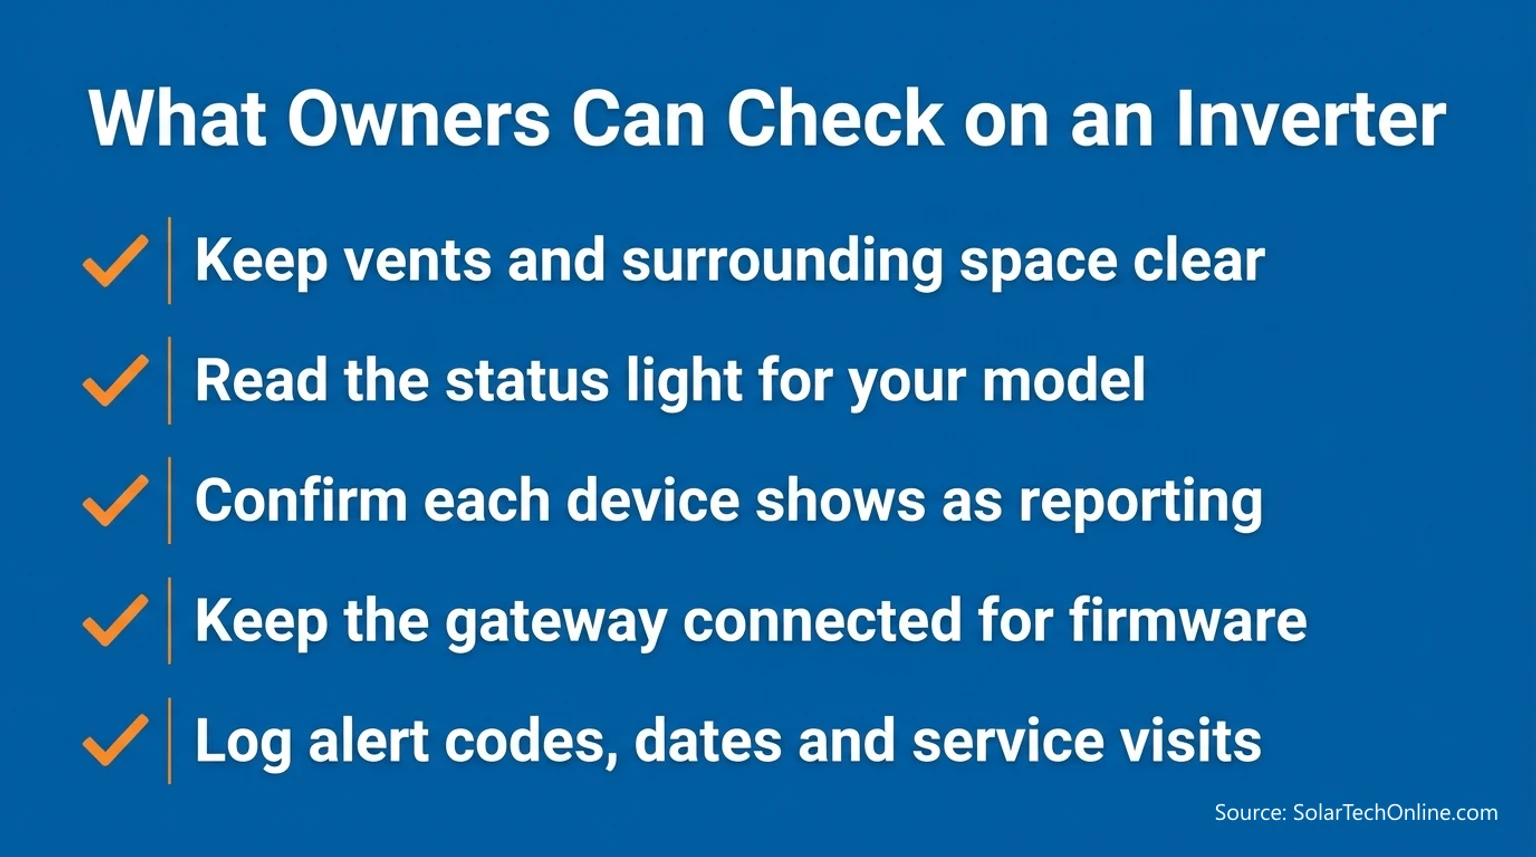 What Owners Can Check on an Inverter
Keep vents and surrounding space clear
Read the status light for your model
Confirm each device shows as reporting
Keep the gateway connected for firmware
Log alert codes, dates and service visits
Source: SolarTechOnline.com